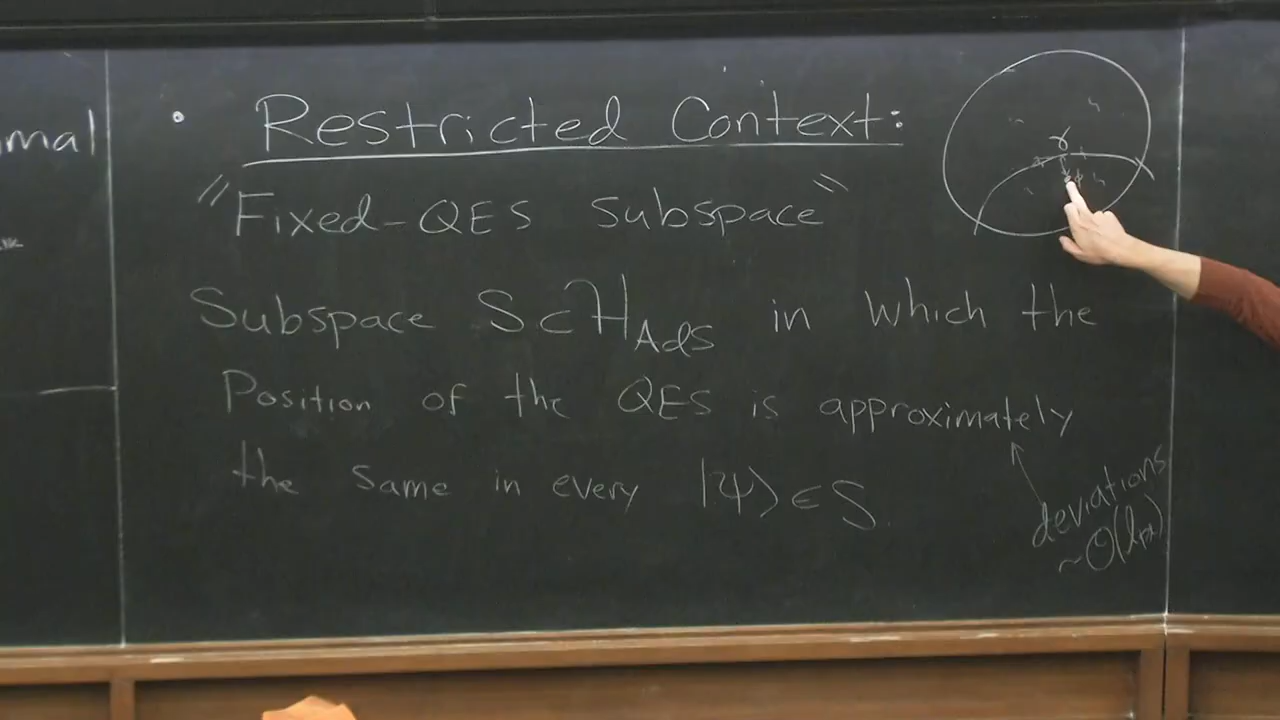 mal
• Restricted Context:
"Fixed-QES Subspace"
γ
Subspace S⊂H_AdS in which the
Position of the QES is approximately
the same in every |ψ⟩∈S.
deviations
~O(l_pl)